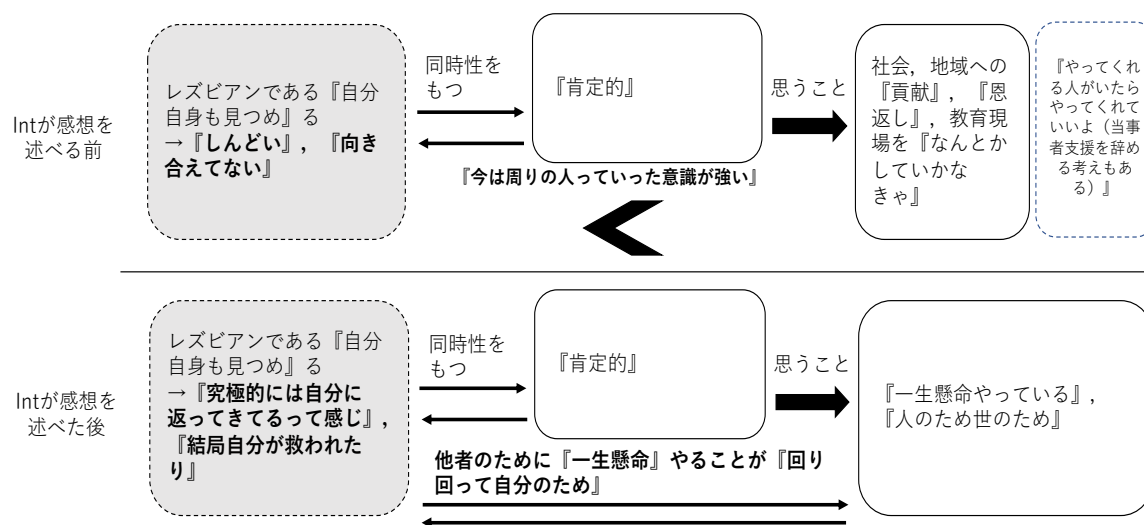 Intが感想を
述べる前
レズビアンである『自分
自身も見つめ』る
→『しんどい』，『向き
合えてない』
同時性を
もつ
『肯定的』
『今は周りの人っていった意識が強い』
思うこと
社会，地域への
『貢献』，『恩
返し』，教育現
場を『なんとか
していかな
きゃ』
『やってくれ
る人がいたら
やってくれて
いいよ（当事
者支援を辞め
る考えもあ
る）』
Intが感想を
述べた後
レズビアンである『自分
自身も見つめ』る
→『究極的には自分に
返ってきてるって感じ』，
『結局自分が救われた
り』
同時性を
もつ
『肯定的』
思うこと
『一生懸命やっている』，
『人のため世のため』
他者のために『一生懸命』やることが『回り
回って自分のため』